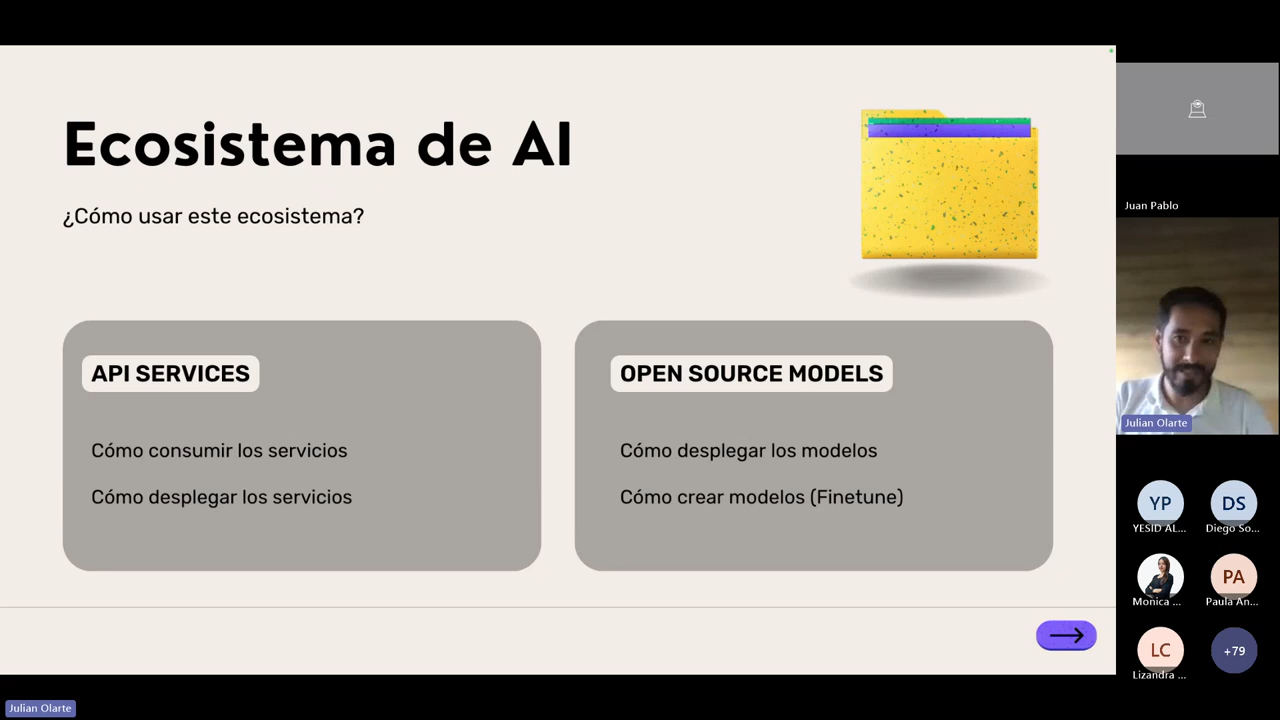 Ecosistema de AI
¿Cómo usar este ecosistema?
API SERVICES
Cómo consumir los servicios
Cómo desplegar los servicios
OPEN SOURCE MODELS
Cómo desplegar los modelos
Cómo crear modelos (Finetune)
Juan Pablo
Julian Olarte
YP
YESID AL...
DS
Diego So...
Monica ...
PA
Paula An...
LC
Lizandra ...
+79
Julian Olarte